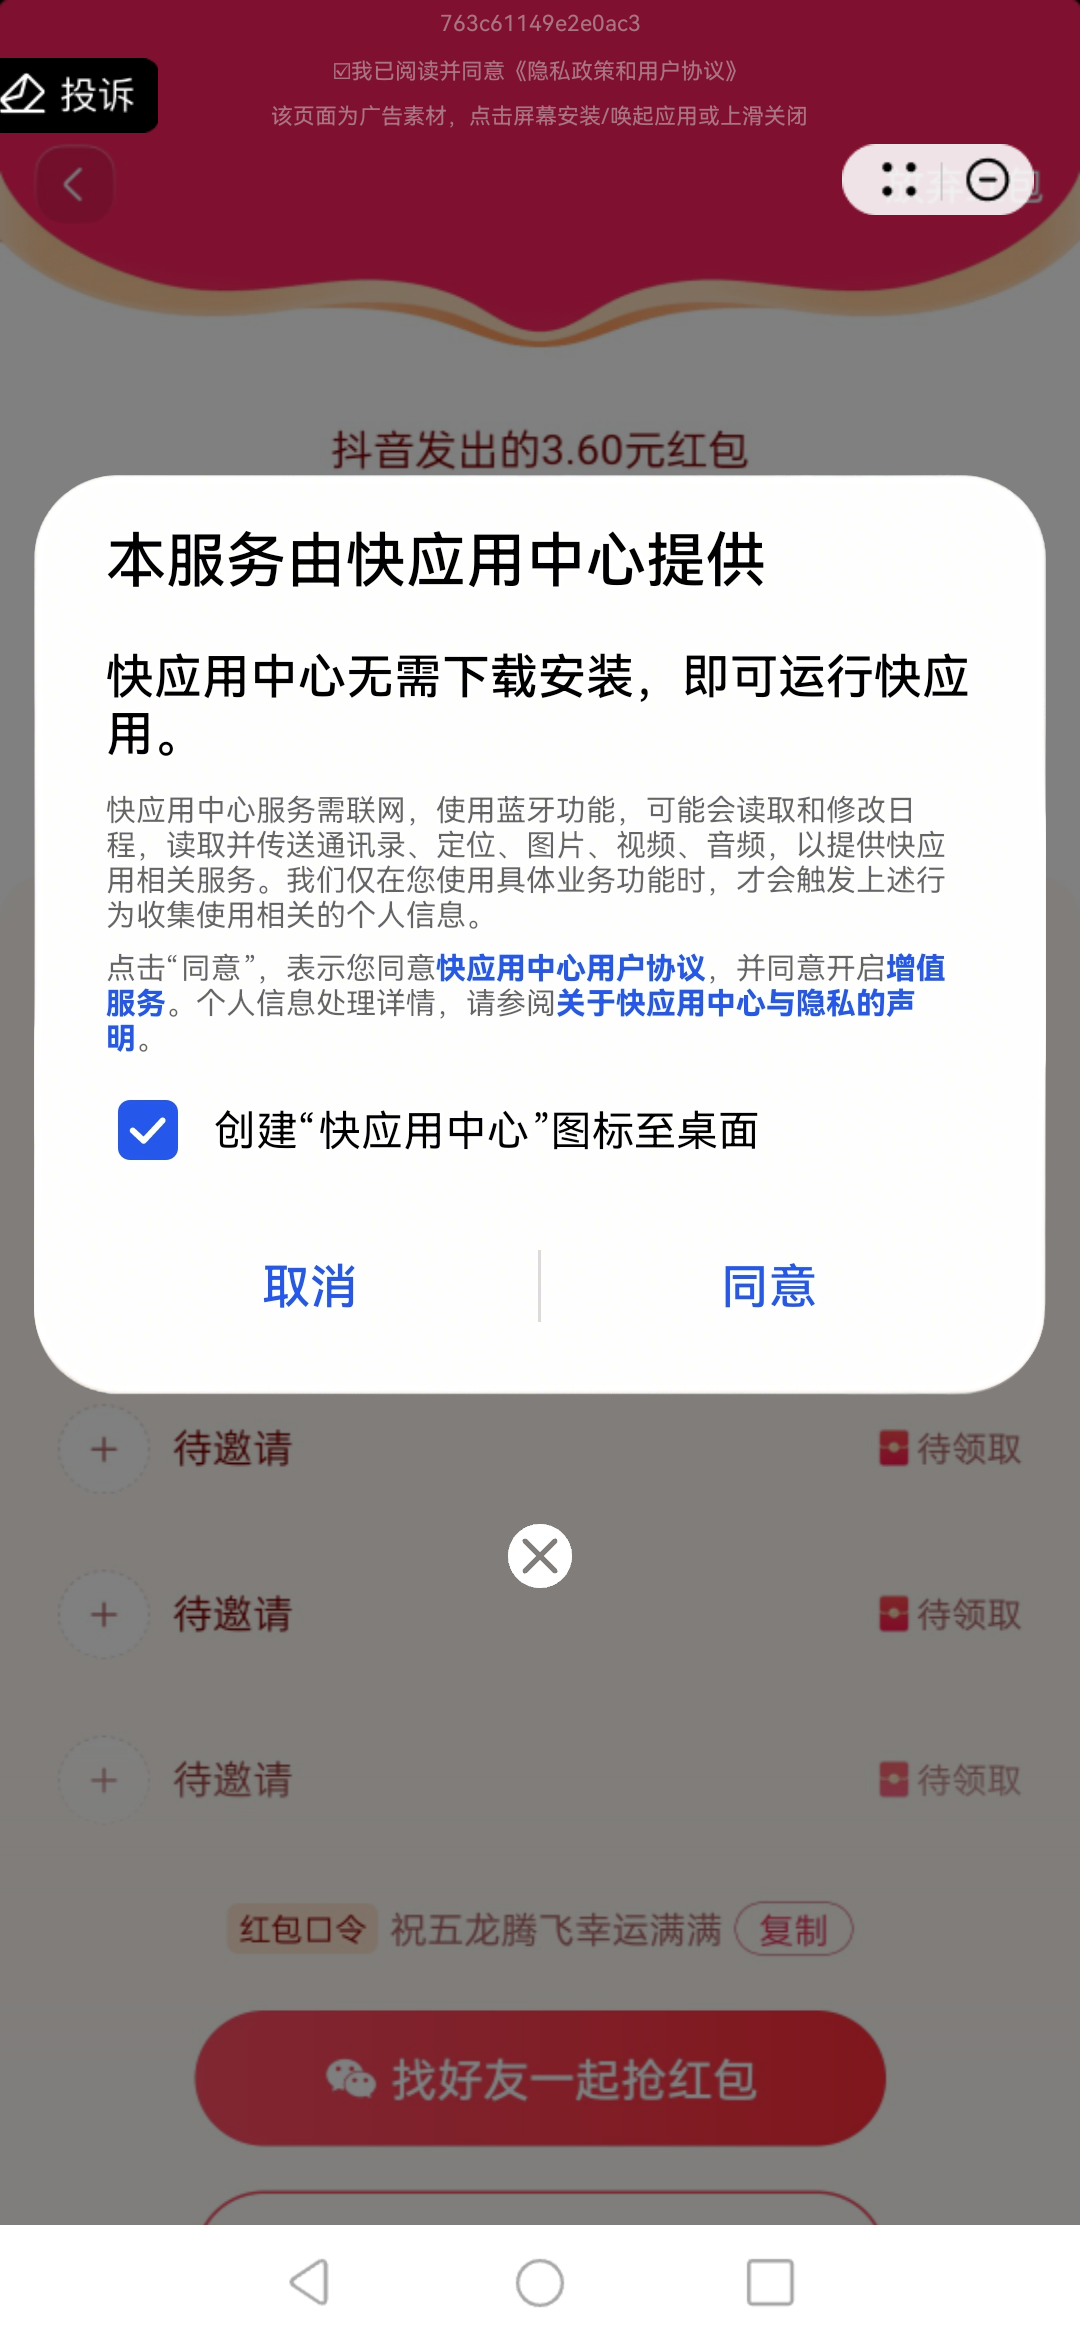 763c61149e2e0ac3
☑我已阅读并同意《隐私政策和用户协议》
投诉
该页面为广告素材，点击屏幕安装/唤起应用或上滑关闭
抖音发出的3.60元红包
本服务由快应用中心提供
快应用中心无需下载安装，即可运行快应
用。
快应用中心服务需联网，使用蓝牙功能，可能会读取和修改日
程，读取并传送通讯录、定位、图片、视频、音频，以提供快应
用相关服务。我们仅在您使用具体业务功能时，才会触发上述行
为收集使用相关的个人信息。
点击“同意”，表示您同意快应用中心用户协议，并同意开启增值
服务。个人信息处理详情，请参阅关于快应用中心与隐私的声
明。
创建“快应用中心”图标至桌面
取消
同意
待邀请
待领取
待邀请
待领取
待邀请
待领取
红包口令 祝五龙腾飞幸运满满 复制
找好友一起抢红包